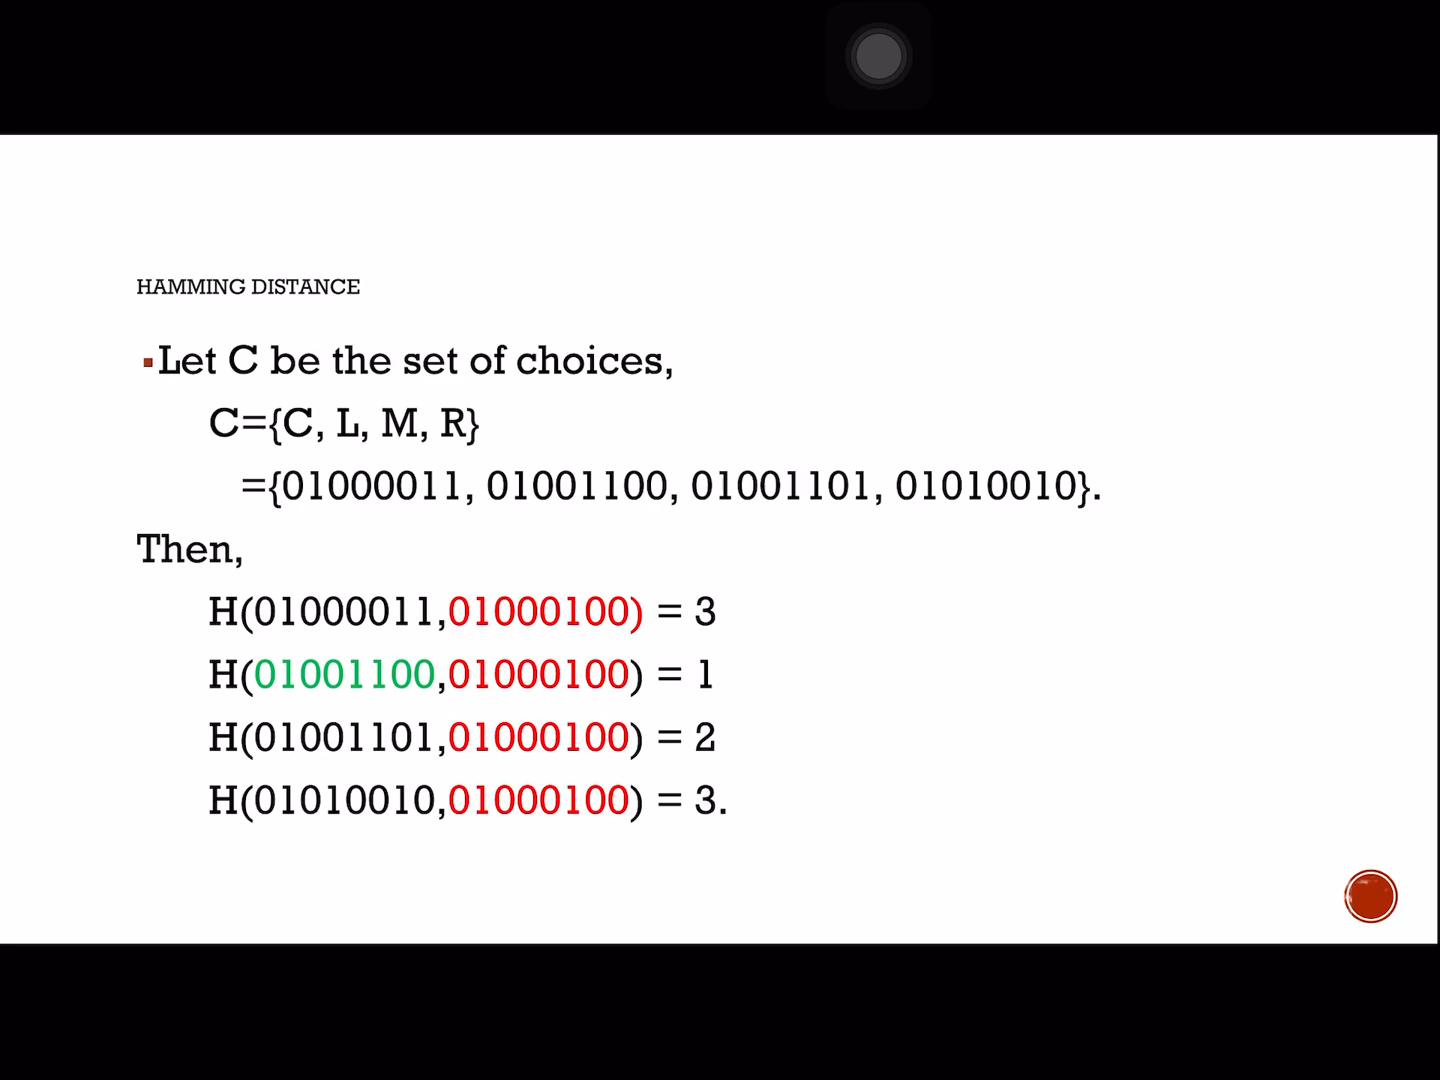 HAMMING DISTANCE
▪Let C be the set of choices,
C={C, L, M, R}
={01000011, 01001100, 01001101, 01010010}.
Then,
H(01000011,01000100) = 3
H(01001100,01000100) = 1
H(01001101,01000100) = 2
H(01010010,01000100) = 3.